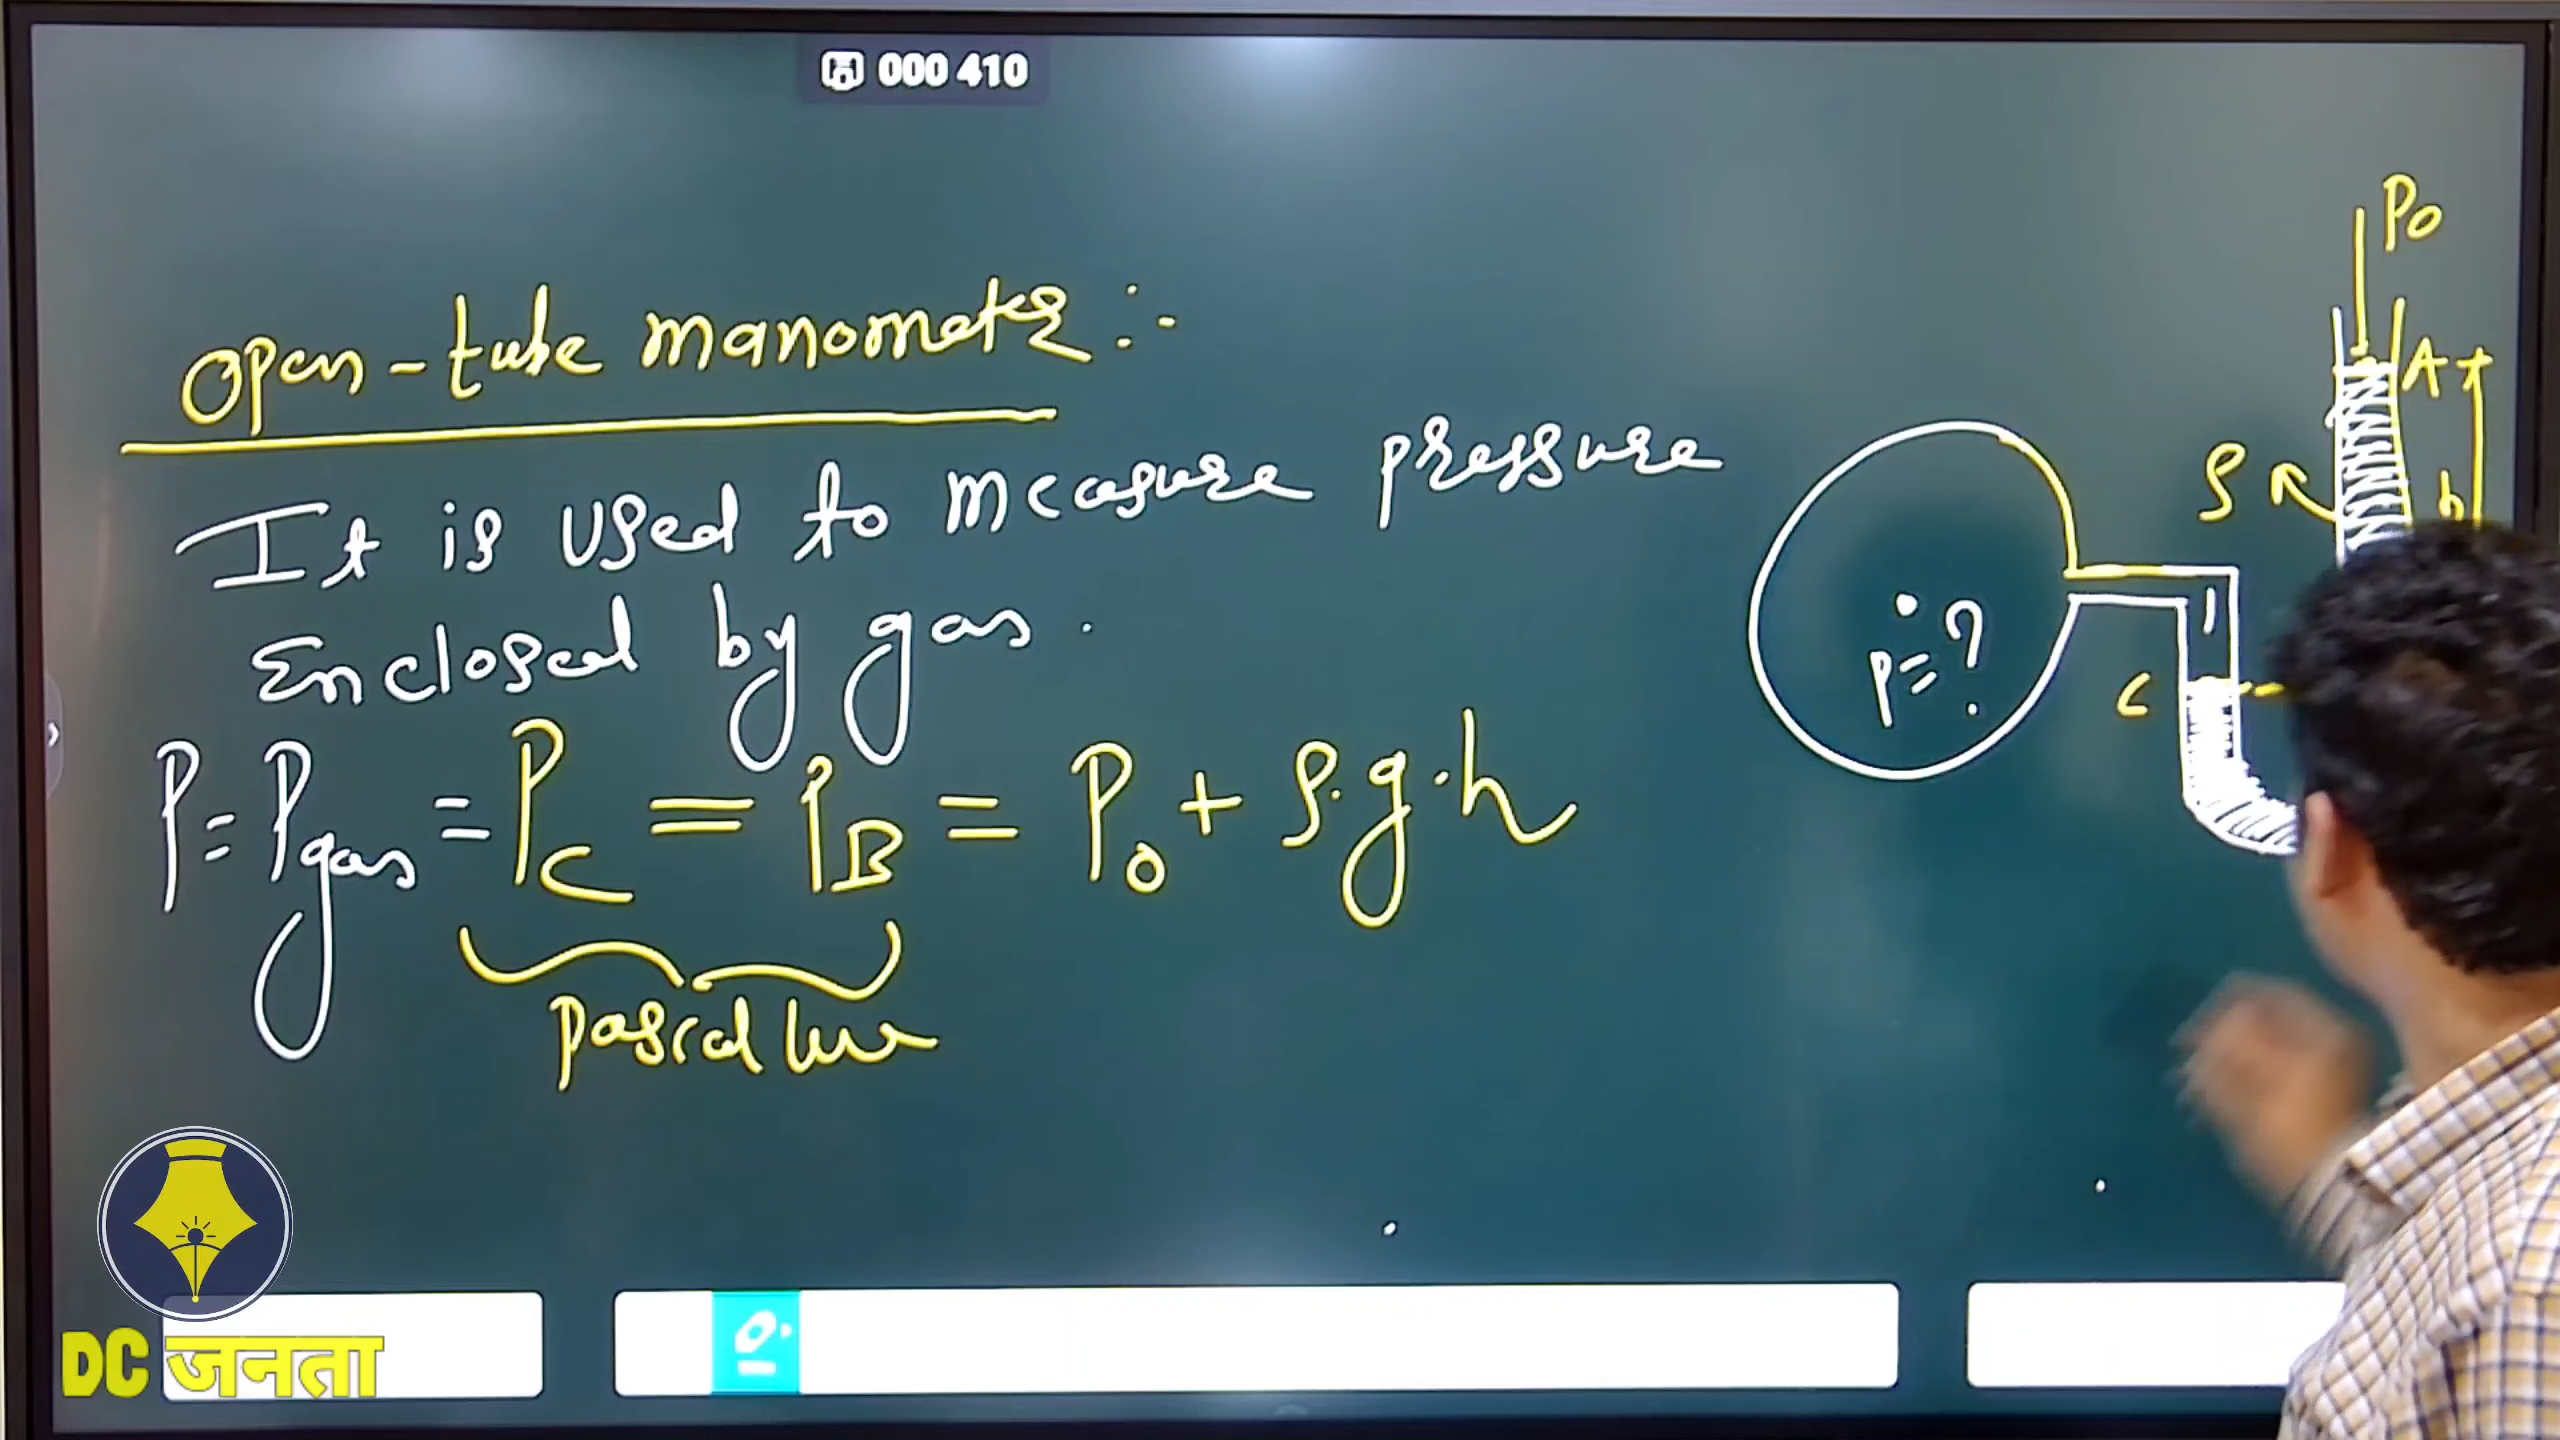 000 410
Open-tube manometer :-
It is used to measure pressure
Enclosed by gas.
P = Pgas = PC = PB = P0 + ρ.g.h
pascal law
P0
A
h
ρ
P = ?
C
DC जनता